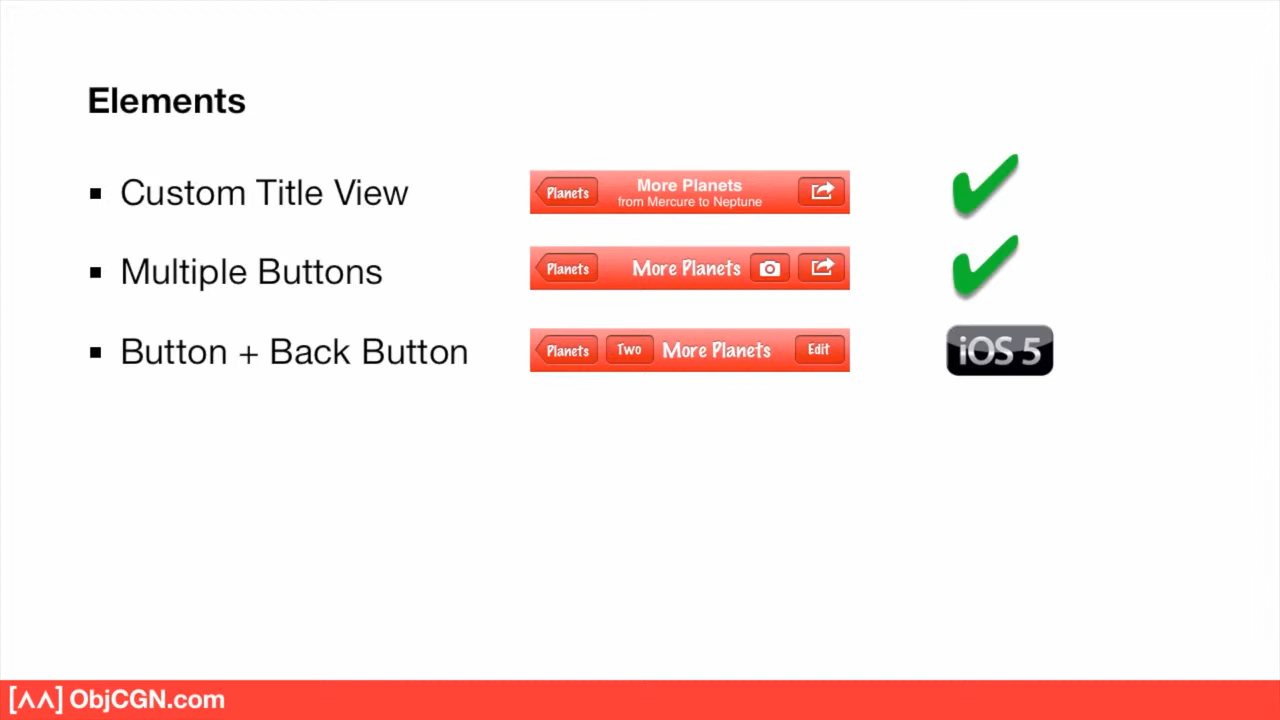 Elements
▪ Custom Title View
Planets
More Planets
from Mercure to Neptune
▪ Multiple Buttons
Planets
More Planets
▪ Button + Back Button
Planets
Two
More Planets
Edit
iOS 5
[ʌʌ] ObjCGN.com